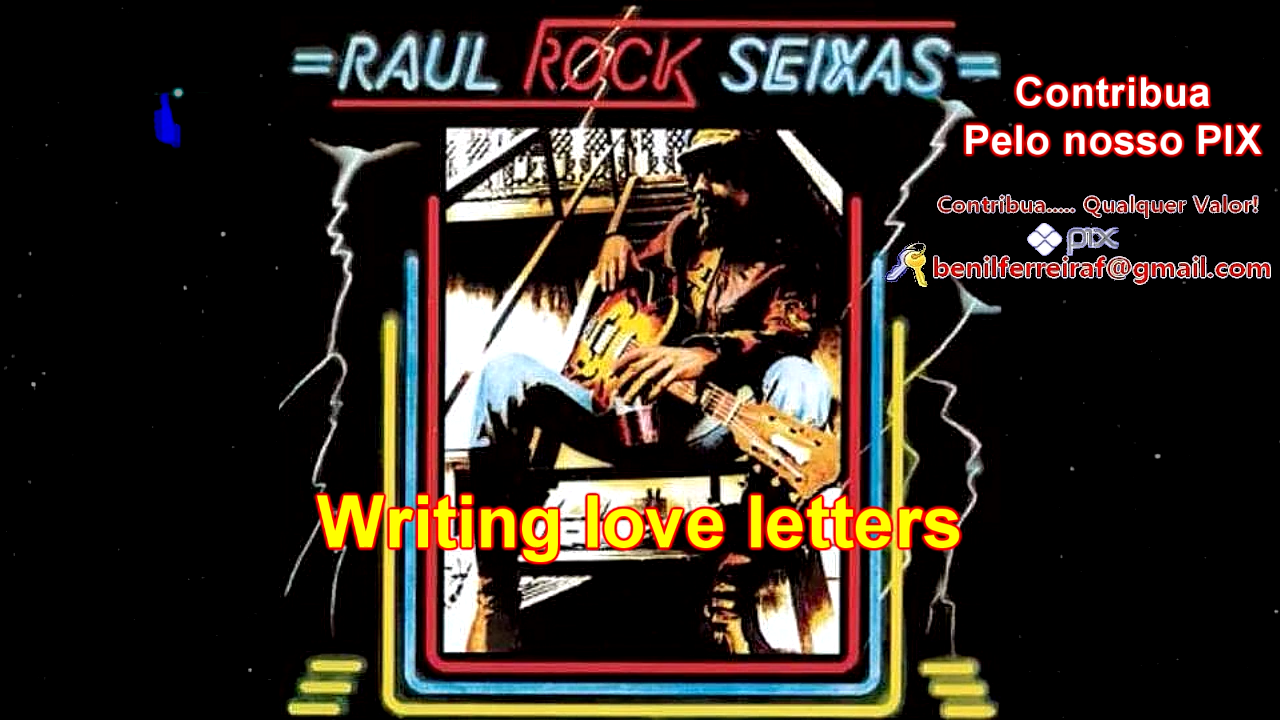 =RAUL ROCK SEIXAS=
Contribua
Pelo nosso PIX
Contribua..... Qualquer Valor!
pix
benilferreiraf@gmail.com
Writing love letters